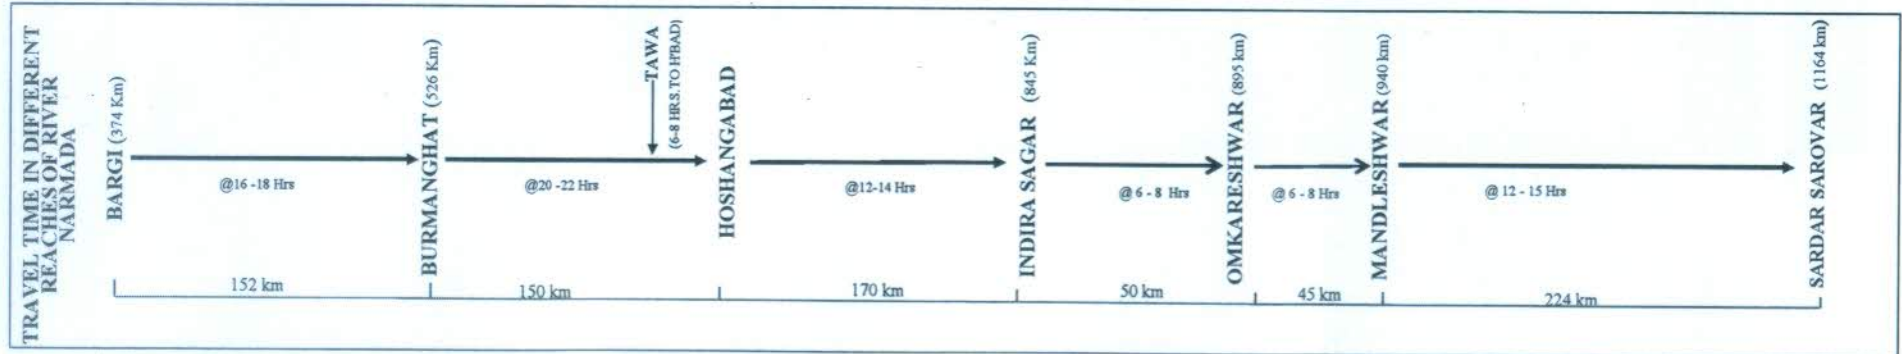 TRAVEL TIME IN DIFFERENT
REACHES OF RIVER
NARMADA
BARGI (374 Km)
@16 -18 Hrs
BURMANGHAT (526 Km)
@20 -22 Hrs
TAWA
(6-8 HRS.TO H'BAD)
HOSHANGABAD
@12-14 Hrs
INDIRA SAGAR (845 Km)
@ 6 - 8 Hrs
OMKARESHWAR (895 km)
@ 6 - 8 Hrs
MANDLESHWAR (940 km)
@ 12 - 15 Hrs
SARDAR SAROVAR (1164 km)
152 km
150 km
170 km
50 km
45 km
224 km